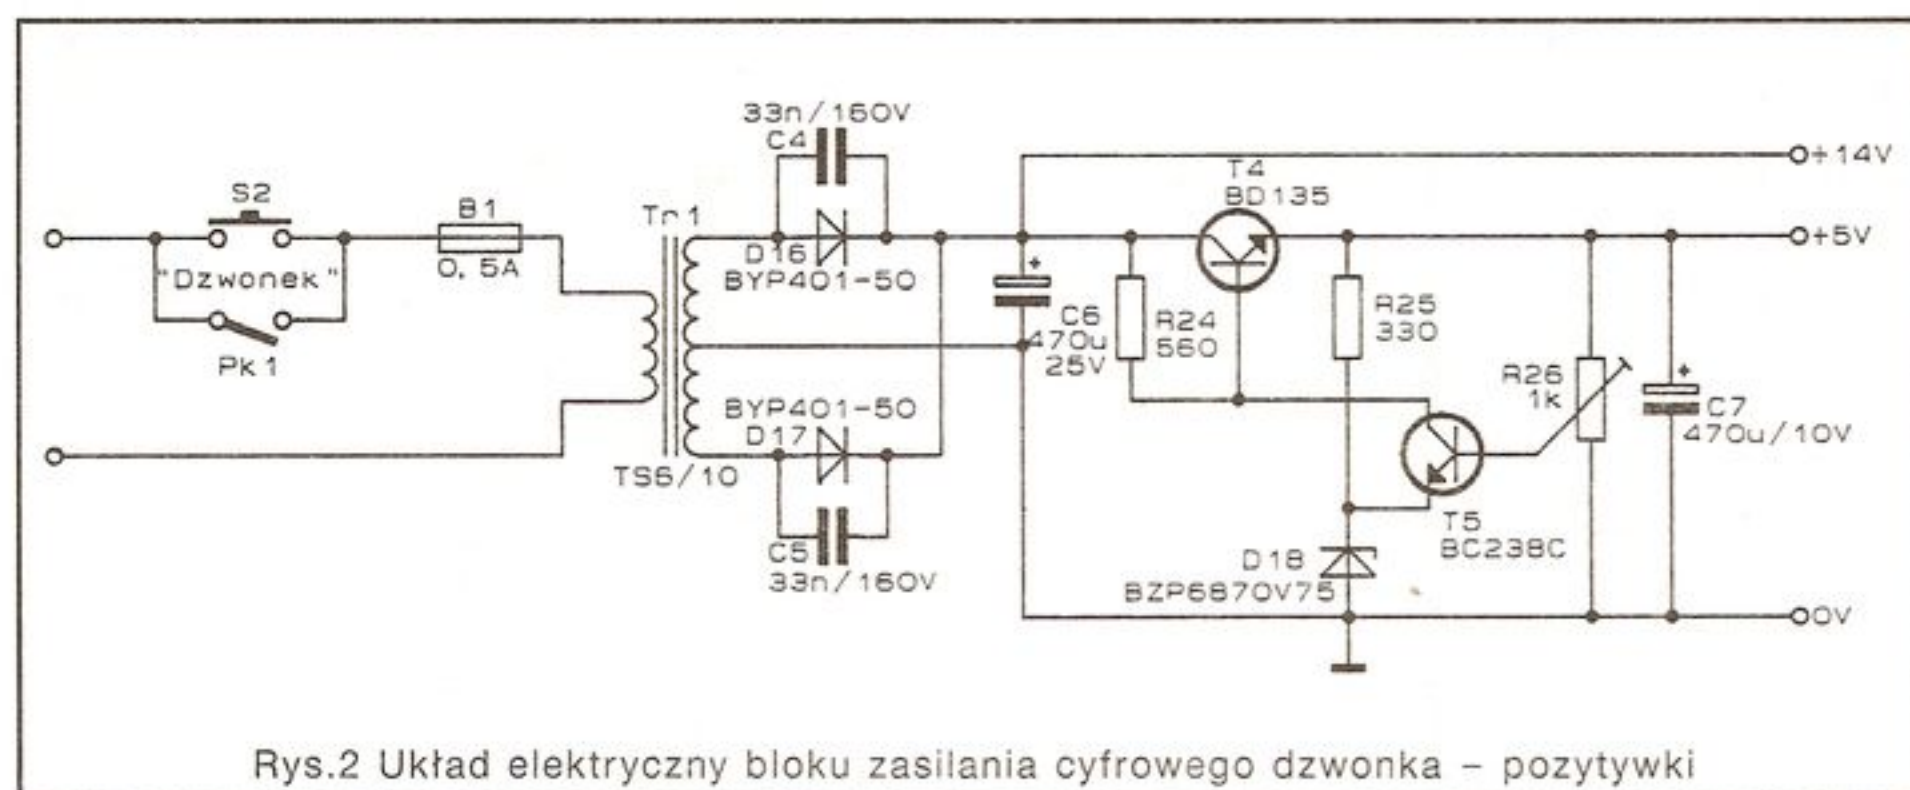 33n/160V
C4
S2
B1
0,5A
"Dzwonek"
Pk1
Tr1
TS6/10
D16
BYP401-50
BYP401-50
D17
C5
33n/160V
+14V
T4
BD135
+5V
C6
470u
25V
R24
560
R25
330
R26
1k
C7
470u/10V
T5
BC238C
D18
BZP6870V75
0V
Rys.2 Układ elektryczny bloku zasilania cyfrowego dzwonka – pozytywki